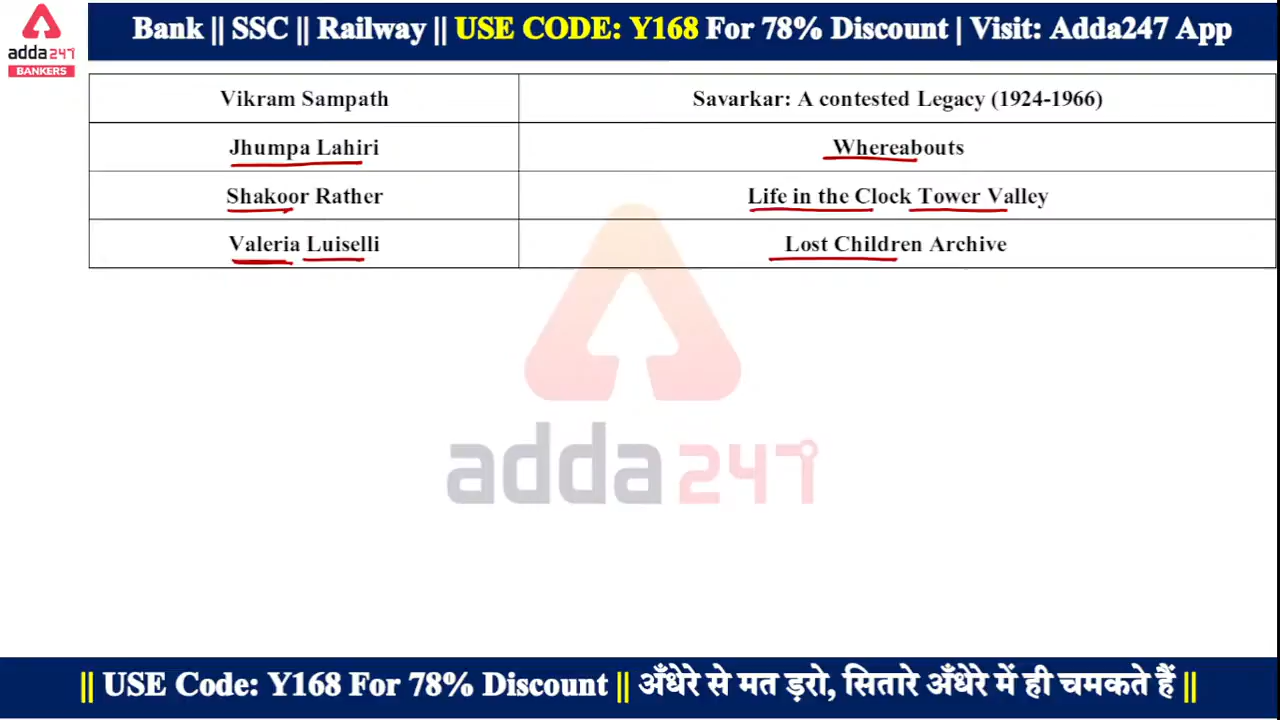 Bank || SSC || Railway || USE CODE: Y168 For 78% Discount | Visit: Adda247 App
adda247
BANKERS
Vikram Sampath Savarkar: A contested Legacy (1924-1966)
Jhumpa Lahiri Whereabouts
Shakoor Rather Life in the Clock Tower Valley
Valeria Luiselli Lost Children Archive
adda247
|| USE Code: Y168 For 78% Discount || अँधेरे से मत ड़रो, सितारे अँधेरे में ही चमकते हैं ||